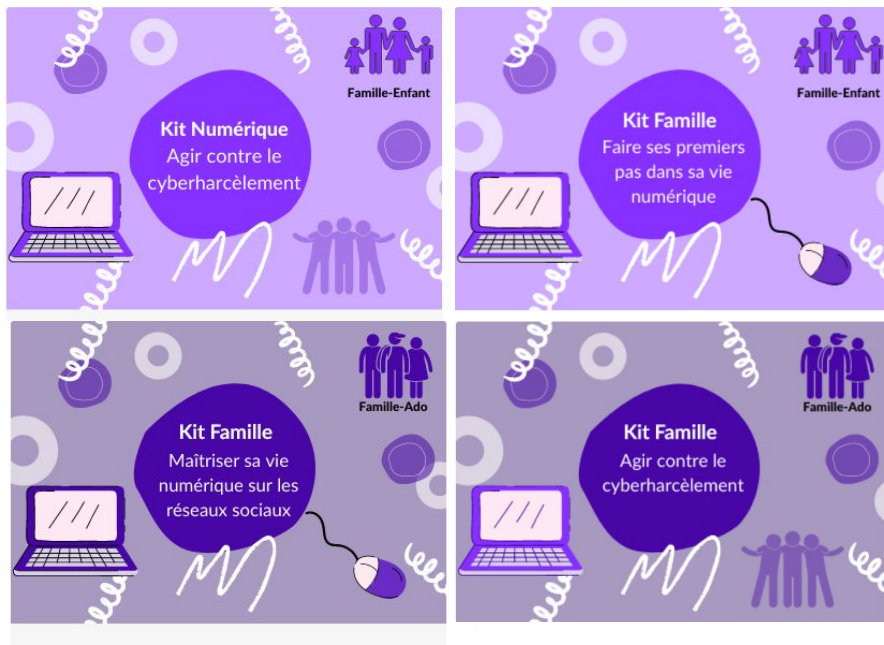 Famille-Enfant
Kit Numérique
Agir contre le
cyberharcèlement
Famille-Enfant
Kit Famille
Faire ses premiers
pas dans sa vie
numérique
Famille-Ado
Kit Famille
Maîtriser sa vie
numérique sur les
réseaux sociaux
Famille-Ado
Kit Famille
Agir contre le
cyberharcèlement